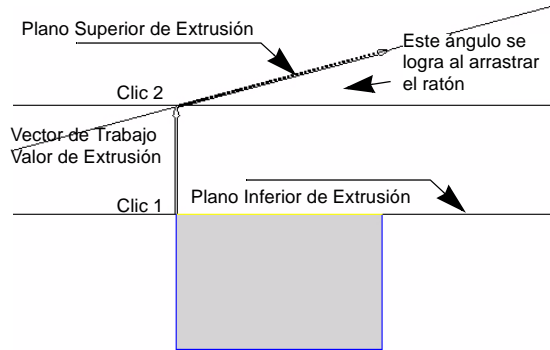 Plano Superior de Extrusión
Este ángulo se
logra al arrastrar
el ratón
Clic 2
Vector de Trabajo
Valor de Extrusión
Clic 1
Plano Inferior de Extrusión